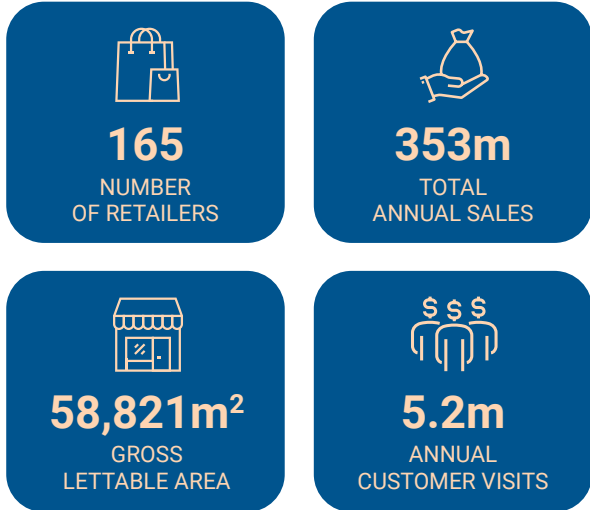 165
NUMBER
OF RETAILERS
353m
TOTAL
ANNUAL SALES
58,821m²
GROSS
LETTABLE AREA
$ $ $
5.2m
ANNUAL
CUSTOMER VISITS